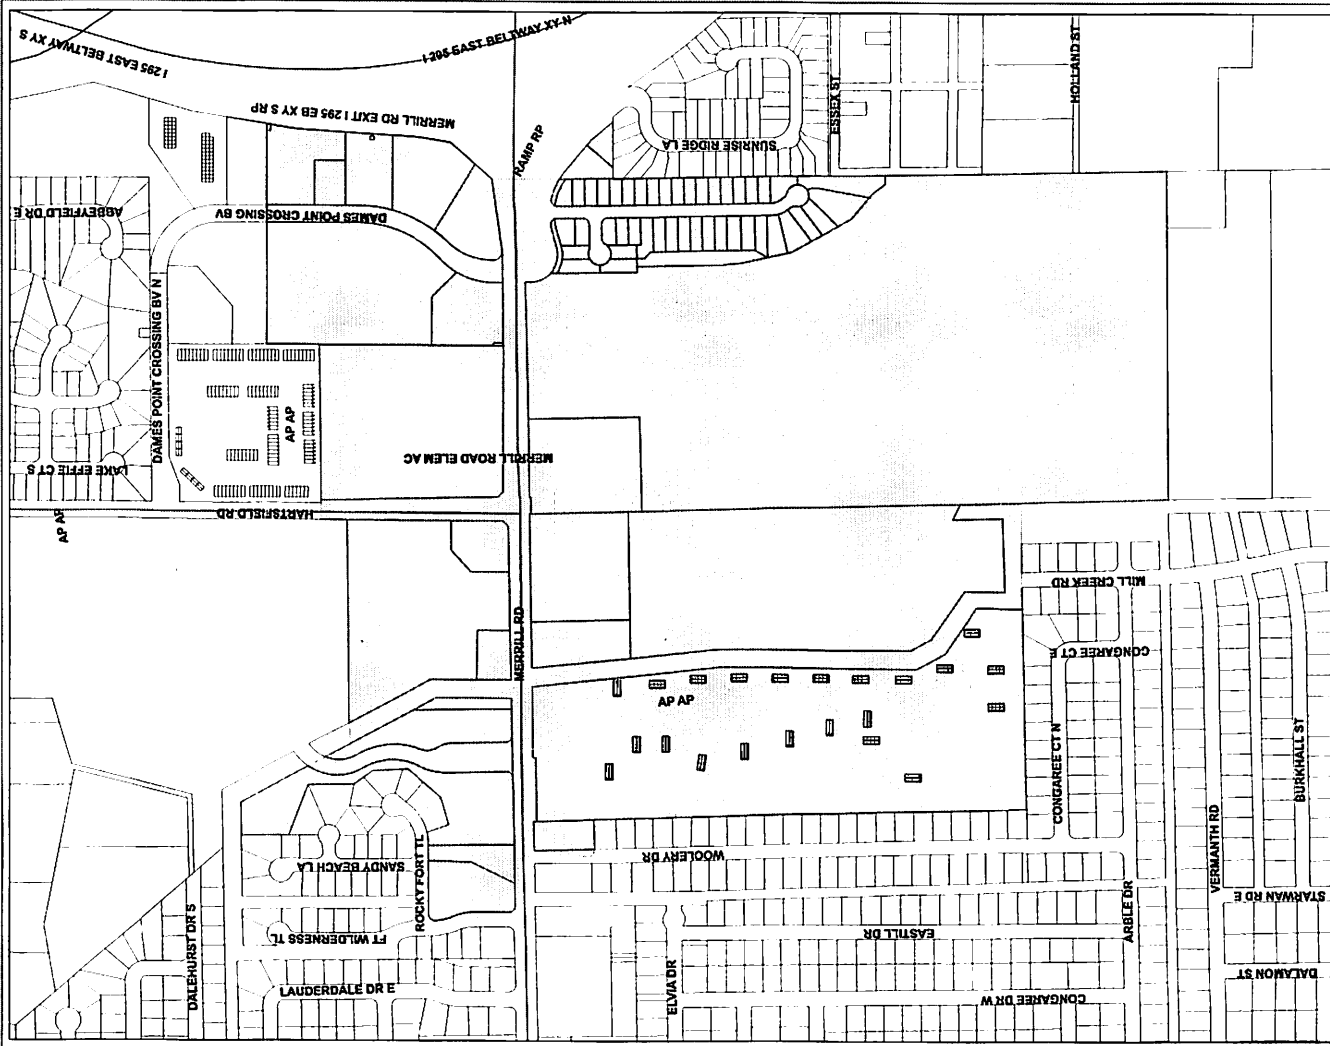 I 295 EAST BELTWAY XY S
I 295 EAST BELTWAY XY N
MERRILL RD EXIT I 295 EB XY S RP
RAMP RP
SUNRISE RIDGE LA
ESSEX ST
HOLLAND ST
ABBEYFIELD DR E
DAMES POINT CROSSING BV
DAMES POINT CROSSING BV N
AP AP
LAKE EFFIE CT S
MERRILL ROAD ELEM AC
HARTSFIELD RD
AP AP
MERRILL RD
MILL CREEK RD
CONGAREE CT E
AP AP
CONGAREE CT N
BURKHALL ST
VERMANTH RD
WOOLERY DR
SANDY BEACH LA
ROCKY FORT TL
STARWAN RD E
ARBLE DR
EASTILL DR
FT WILDERNESS TL
DALEHURST DR S
ELVIA DR
DALAMON ST
LAUDERDALE DR E
CONGAREE DR W